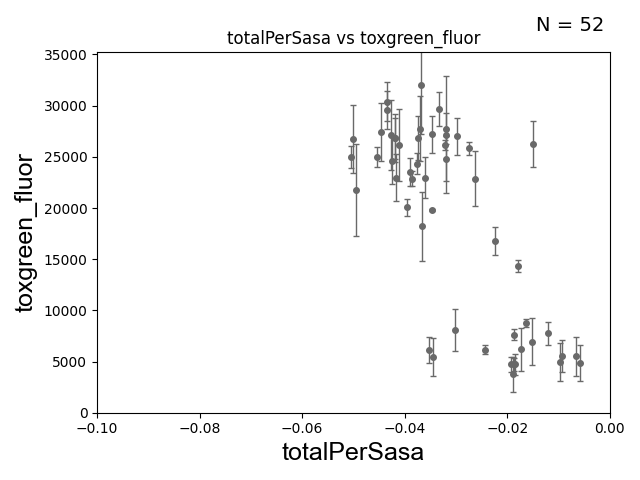 N = 52
totalPerSasa vs toxgreen_fluor
toxgreen_fluor
35000
30000
25000
20000
15000
10000
5000
0
−0.10 −0.08 −0.06 −0.04 −0.02 0.00
totalPerSasa